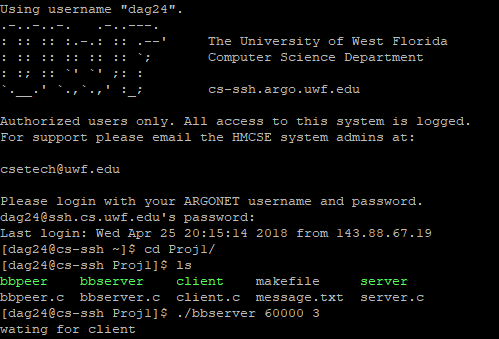 Using username "dag24".
.-..-..-.   .-..---.
: :: :: :.-.: :: .--'      The University of West Florida
: :: :: :: :: :: `;        Computer Science Department
: :; :: `' `' ;: :
`.__.' `.,`.,' :_;         cs-ssh.argo.uwf.edu
Authorized users only. All access to this system is logged.
For support please email the HMCSE system admins at:
csetech@uwf.edu
Please login with your ARGONET username and password.
dag24@ssh.cs.uwf.edu's password:
Last login: Wed Apr 25 20:15:14 2018 from 143.88.67.19
[dag24@cs-ssh ~]$ cd Proj1/
[dag24@cs-ssh Proj1]$ ls
bbpeer    bbserver    client    makefile     server
bbpeer.c  bbserver.c  client.c  message.txt  server.c
[dag24@cs-ssh Proj1]$ ./bbserver 60000 3
wating for client